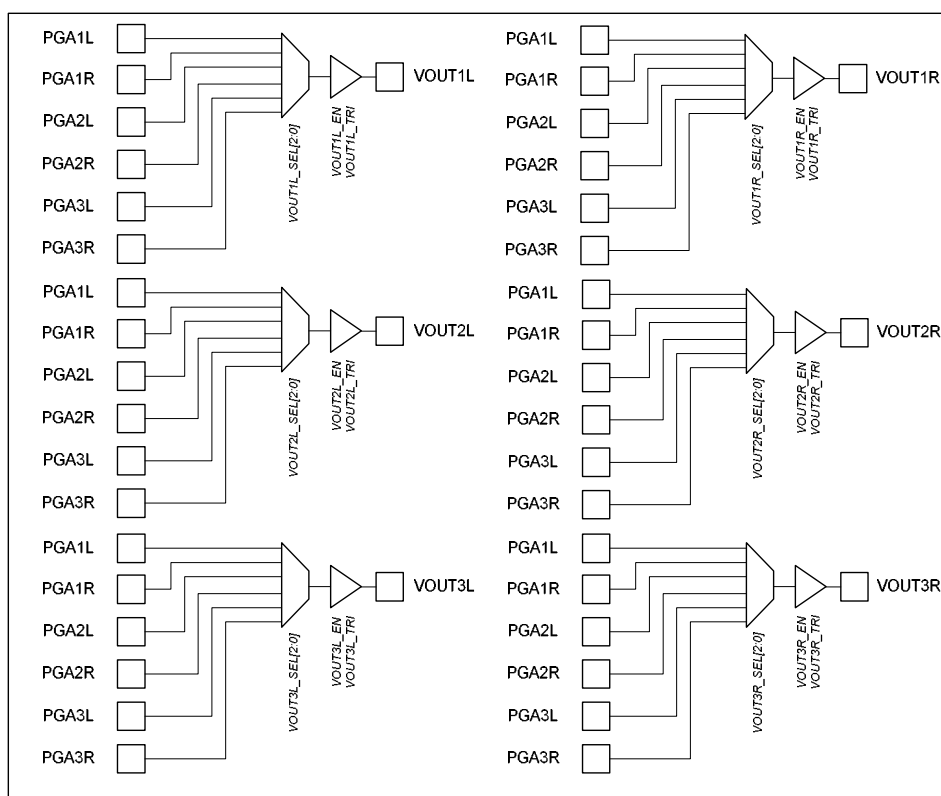 PGA1L
PGA1R
PGA2L
PGA2R
PGA3L
PGA3R
VOUT1L_SEL[2:0]
VOUT1L_EN
VOUT1L_TRI
VOUT1L
PGA1L
PGA1R
PGA2L
PGA2R
PGA3L
PGA3R
VOUT1R_SEL[2:0]
VOUT1R_EN
VOUT1R_TRI
VOUT1R
PGA1L
PGA1R
PGA2L
PGA2R
PGA3L
PGA3R
VOUT2L_SEL[2:0]
VOUT2L_EN
VOUT2L_TRI
VOUT2L
PGA1L
PGA1R
PGA2L
PGA2R
PGA3L
PGA3R
VOUT2R_SEL[2:0]
VOUT2R_EN
VOUT2R_TRI
VOUT2R
PGA1L
PGA1R
PGA2L
PGA2R
PGA3L
PGA3R
VOUT3L_SEL[2:0]
VOUT3L_EN
VOUT3L_TRI
VOUT3L
PGA1L
PGA1R
PGA2L
PGA2R
PGA3L
PGA3R
VOUT3R_SEL[2:0]
VOUT3R_EN
VOUT3R_TRI
VOUT3R